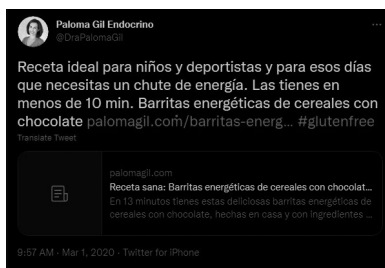 Paloma Gil Endocrino
@DraPalomaGil
Receta ideal para niños y deportistas y para esos días
que necesitas un chute de energía. Las tienes en
menos de 10 min. Barritas energéticas de cereales con
chocolate palomagil.com/barritas-energ... #glutenfree
Translate Tweet
palomagil.com
Receta sana: Barritas energéticas de cereales con chocolat...
En 13 minutos tienes estas deliciosas barritas energéticas de
cereales con chocolate, hechas en casa y con ingredientes ...
9:57 AM · Mar 1, 2020 · Twitter for iPhone